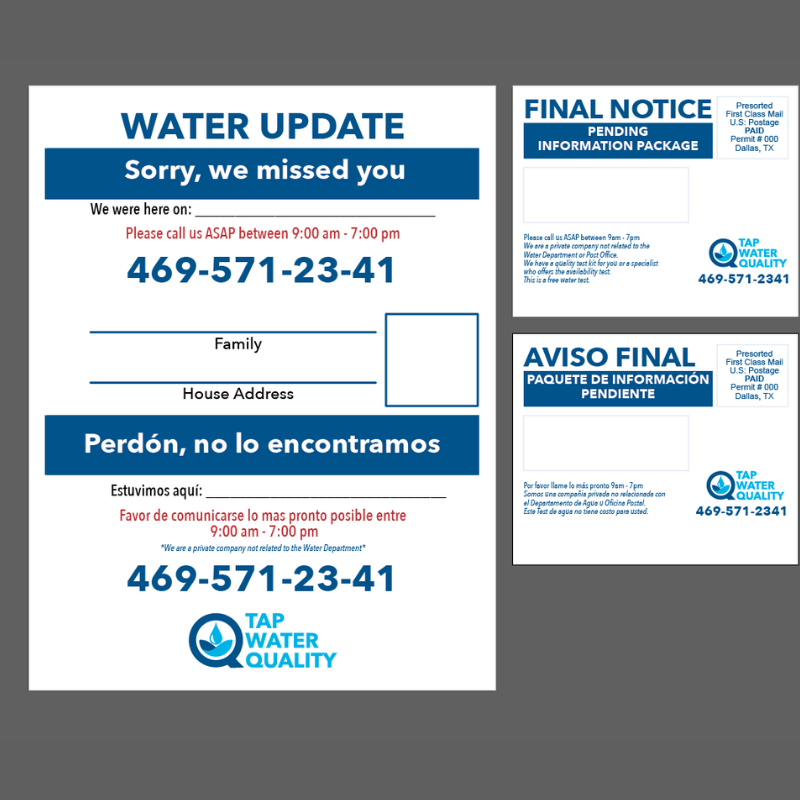 WATER UPDATE
Sorry, we missed you
We were here on: ______________________________
Please call us ASAP between 9:00 am - 7:00 pm
469-571-23-41
Family
House Address
Perdón, no lo encontramos
Estuvimos aquí: ______________________________
Favor de comunicarse lo mas pronto posible entre
9:00 am - 7:00 pm
*We are a private company not related to the Water Department*
469-571-23-41
TAP
WATER
QUALITY
FINAL NOTICE
PENDING
INFORMATION PACKAGE
Presorted
First Class Mail
U.S: Postage
PAID
Permit # 000
Dallas, TX
Please call us ASAP between 9am - 7pm
We are a private company not related to the
Water Department or Post Office.
We have a quality test kit for you or a specialist
who offers the availability test.
This is a free water test.
TAP
WATER
QUALITY
469-571-2341
AVISO FINAL
PAQUETE DE INFORMACIÓN
PENDIENTE
Presorted
First Class Mail
U.S: Postage
PAID
Permit # 000
Dallas, TX
Por favor llame lo más pronto 9am - 7pm
Somos una compañia privada no relacionada con
el Departamento de Agua u Oficina Postal.
Este Test de agua no tiene costo para usted.
TAP
WATER
QUALITY
469-571-2341